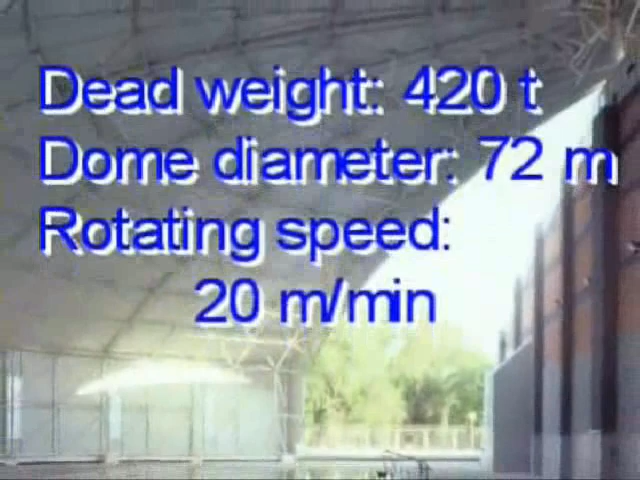 Dead weight: 420 t
Dome diameter: 72 m
Rotating speed:
20 m/min